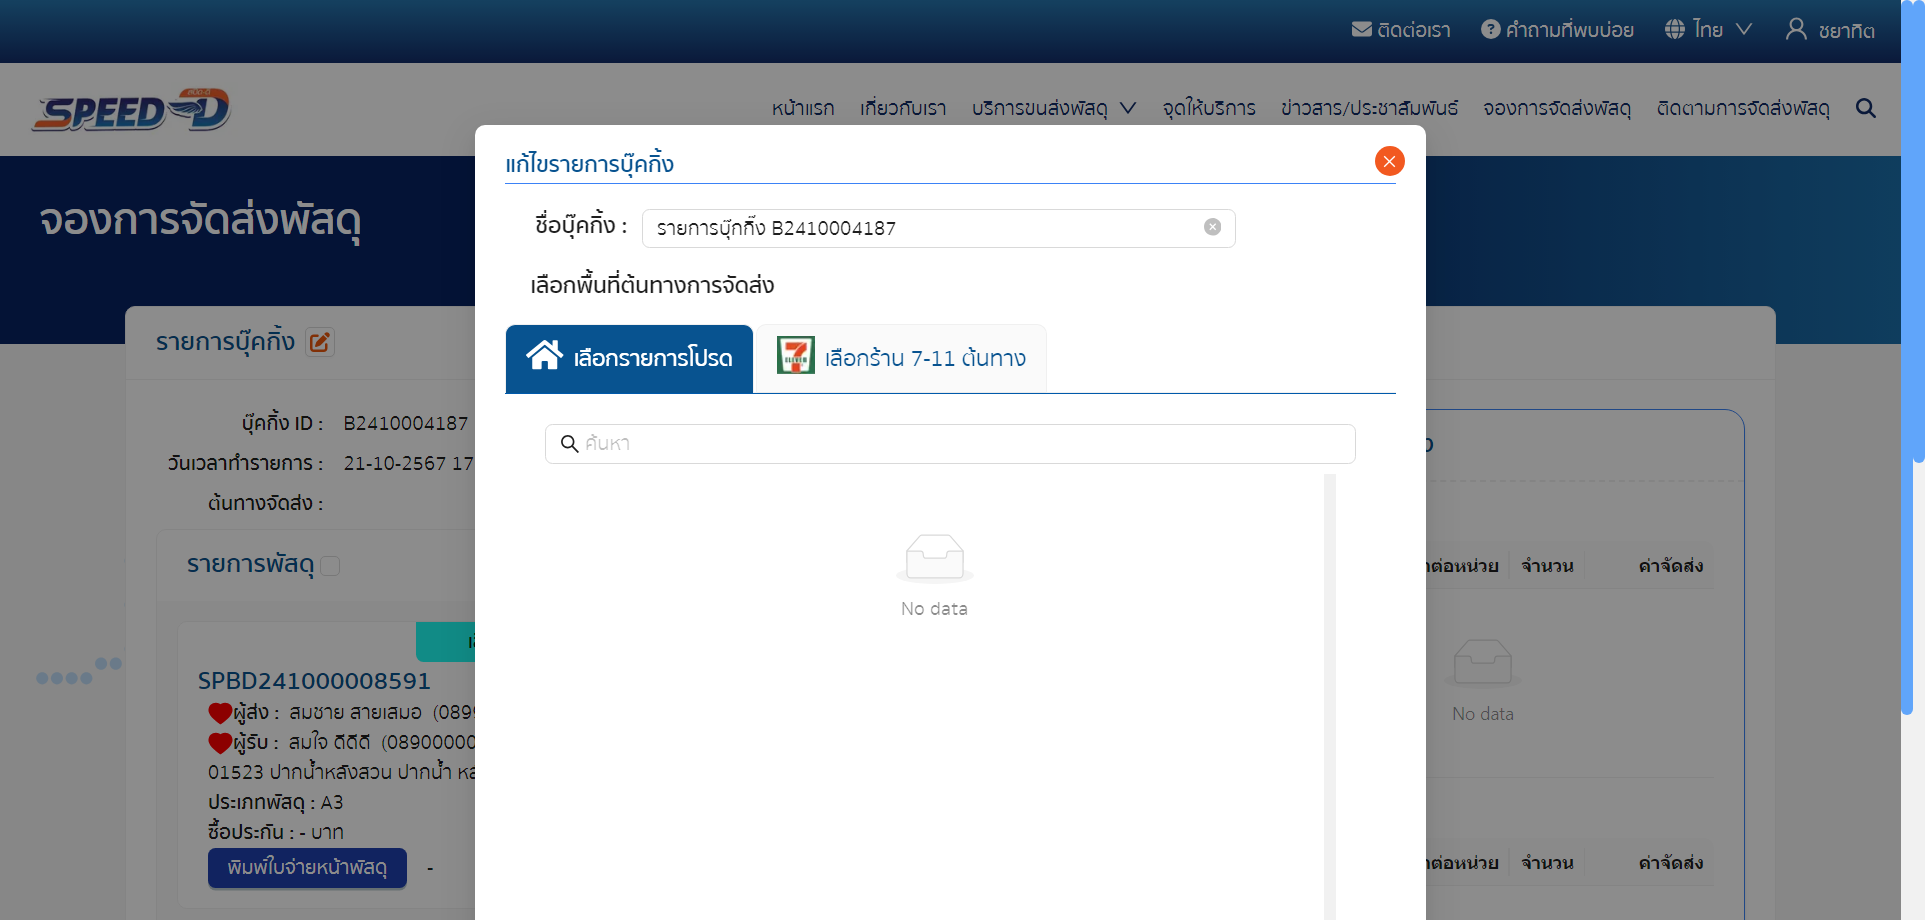 ติดต่อเรา คำถามที่พบบ่อย ไทย ชยาทิต
SPEED-D
หน้าแรก เกี่ยวกับเรา บริการขนส่งพัสดุ จุดให้บริการ ข่าวสาร/ประชาสัมพันธ์ จองการจัดส่งพัสดุ ติดตามการจัดส่งพัสดุ
จองการจัดส่งพัสดุ
แก้ไขรายการบุ๊คกิ้ง
ชื่อบุ๊คกิ้ง : รายการบุ๊กกิ๊ง B2410004187
เลือกพื้นที่ต้นทางการจัดส่ง
เลือกรายการโปรด
เลือกร้าน 7-11 ต้นทาง
ค้นหา
No data
รายการบุ๊คกิ้ง
บุ๊คกิ้ง ID : B2410004187
วันเวลาทำรายการ : 21-10-2567 17
ต้นทางจัดส่ง :
รายการพัสดุ
SPBD241000008591
ผู้ส่ง : สมชาย สายเสมอ (089
ผู้รับ : สมใจ ดีดีดี (08900000
01523 ปากน้ำหลังสวน ปากน้ำ
ประเภทพัสดุ : A3
ซื้อประกัน : - บาท
พิมพ์ใบจ่ายหน้าพัสดุ -
ต่อหน่วย จำนวน ค่าจัดส่ง
No data
ต่อหน่วย จำนวน ค่าจัดส่ง